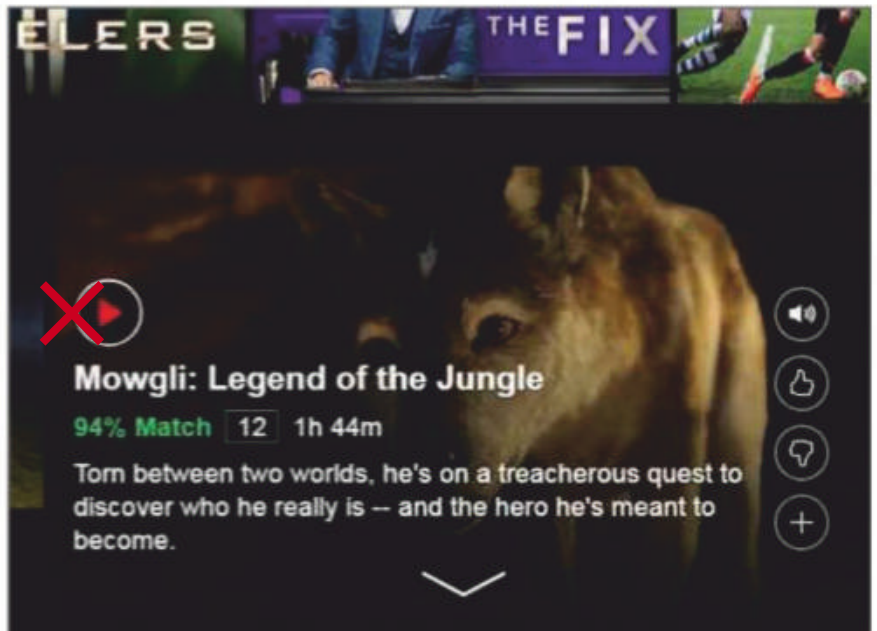 ELERS
THE FIX
Mowgli: Legend of the Jungle
94% Match 12 1h 44m
Torn between two worlds, he's on a treacherous quest to
discover who he really is -- and the hero he's meant to
become.